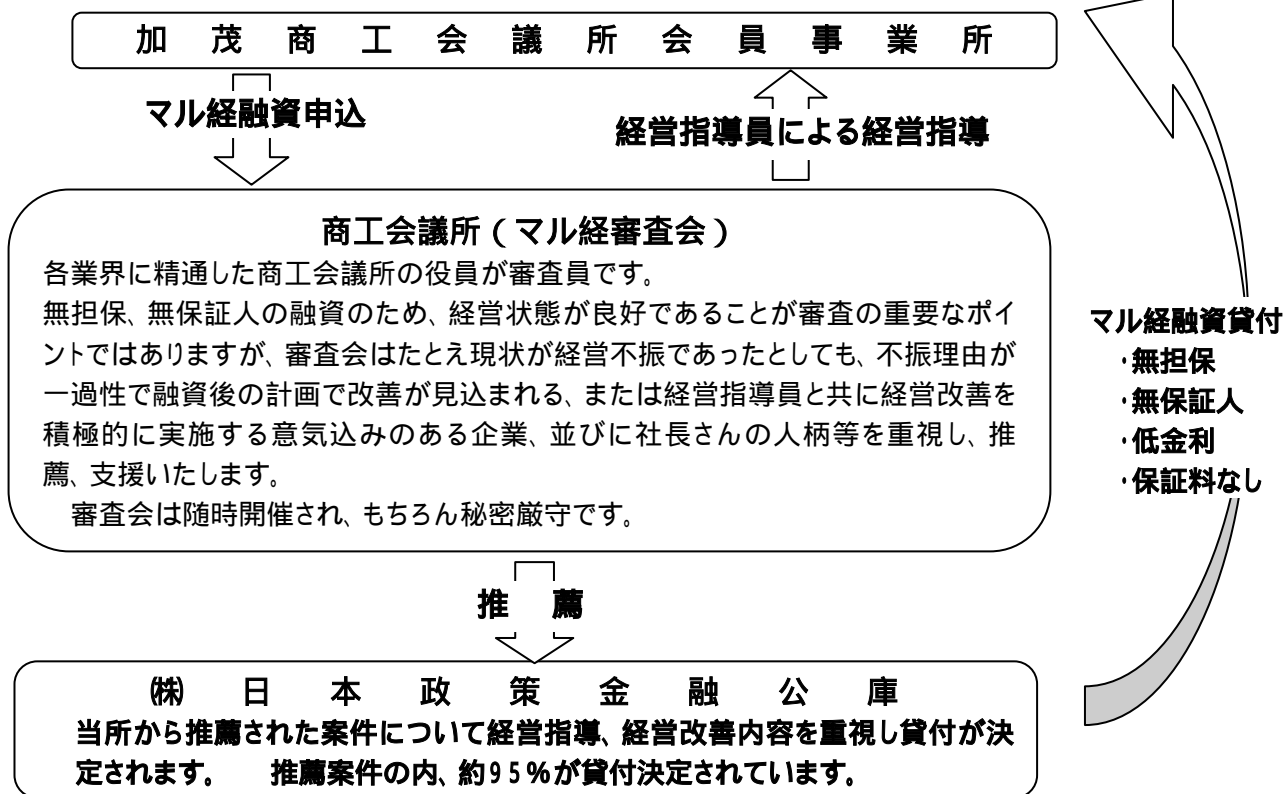 加茂商工会議所会員事業所
マル経融資申込
経営指導員による経営指導
商工会議所(マル経審査会)
各業界に精通した商工会議所の役員が審査員です。
無担保、無保証人の融資のため、経営状態が良好であることが審査の重要なポイ
ントではありますが、審査会はたとえ現状が経営不振であったとしても、不振理由が
一過性で融資後の計画で改善が見込まれる、または経営指導員と共に経営改善を
積極的に実施する意気込みのある企業、並びに社長さんの人柄等を重視し、推
薦、支援いたします。
審査会は随時開催され、もちろん秘密厳守です。
マル経融資貸付
・無担保
・無保証人
・低金利
・保証料なし
推 薦
㈱日本政策金融公庫
当所から推薦された案件について経営指導、経営改善内容を重視し貸付が決
定されます。 推薦案件の内、約95%が貸付決定されています。